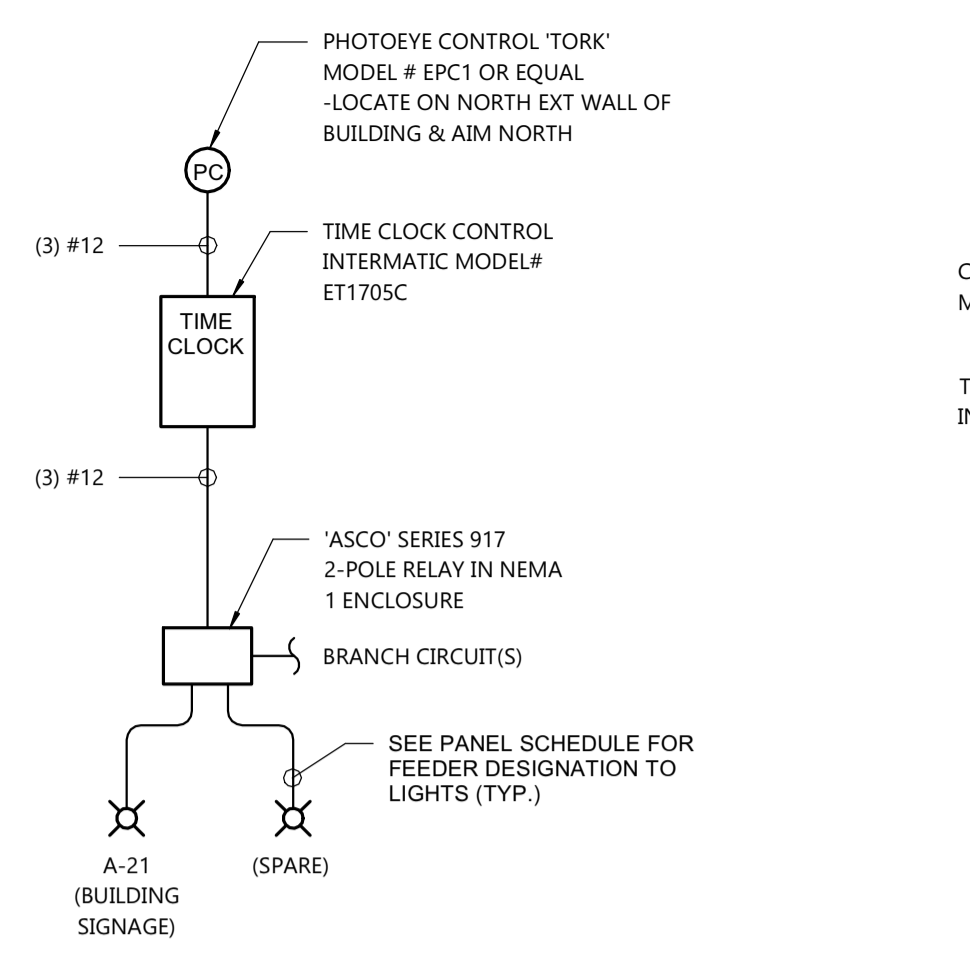 PHOTOEYE CONTROL 'TORK'
MODEL # EPC1 OR EQUAL
-LOCATE ON NORTH EXT WALL OF
BUILDING & AIM NORTH
PC
(3) #12
TIME CLOCK CONTROL
INTERMATIC MODEL#
ET1705C
TIME
CLOCK
(3) #12
'ASCO' SERIES 917
2-POLE RELAY IN NEMA
1 ENCLOSURE
BRANCH CIRCUIT(S)
SEE PANEL SCHEDULE FOR
FEEDER DESIGNATION TO
LIGHTS (TYP.)
A-21
(BUILDING
SIGNAGE)
(SPARE)